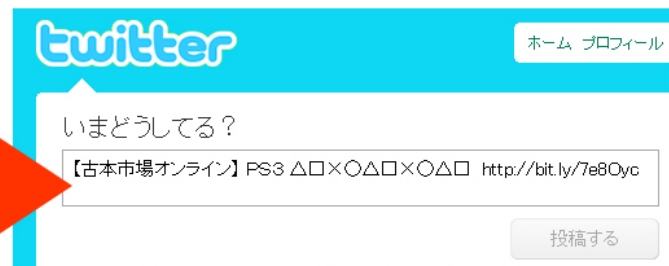 twitter
ホーム プロフィール
いまどうしてる？
【古本市場オンライン】 PS3 △□×○△□×○△□ http://bit.ly/7e8Oyc
投稿する